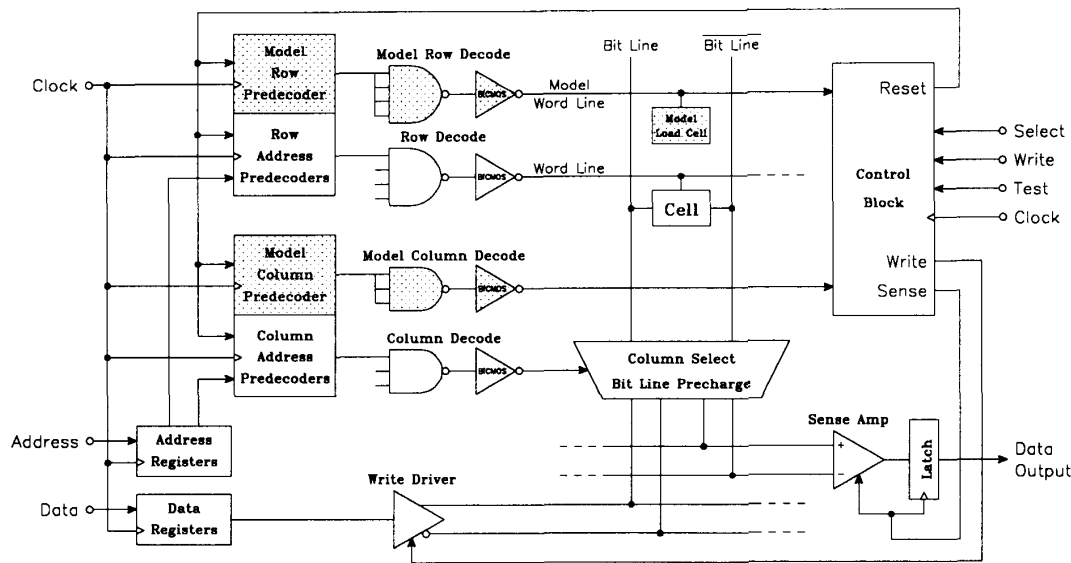 Bit Line
Bit Line
Model
Row
Predecoder
Model Row Decode
BICMOS
Model
Word Line
Model
Load Cell
Reset
Clock
Select
Write
Test
Clock
Control
Block
Row
Address
Predecoders
Row Decode
BICMOS
Word Line
Cell
Model
Column
Predecoder
Model Column Decode
BICMOS
Write
Sense
Column
Address
Predecoders
Column Decode
BICMOS
Column Select
Bit Line Precharge
Address
Address
Registers
Sense Amp
+
−
Latch
Data
Output
Data
Data
Registers
Write Driver